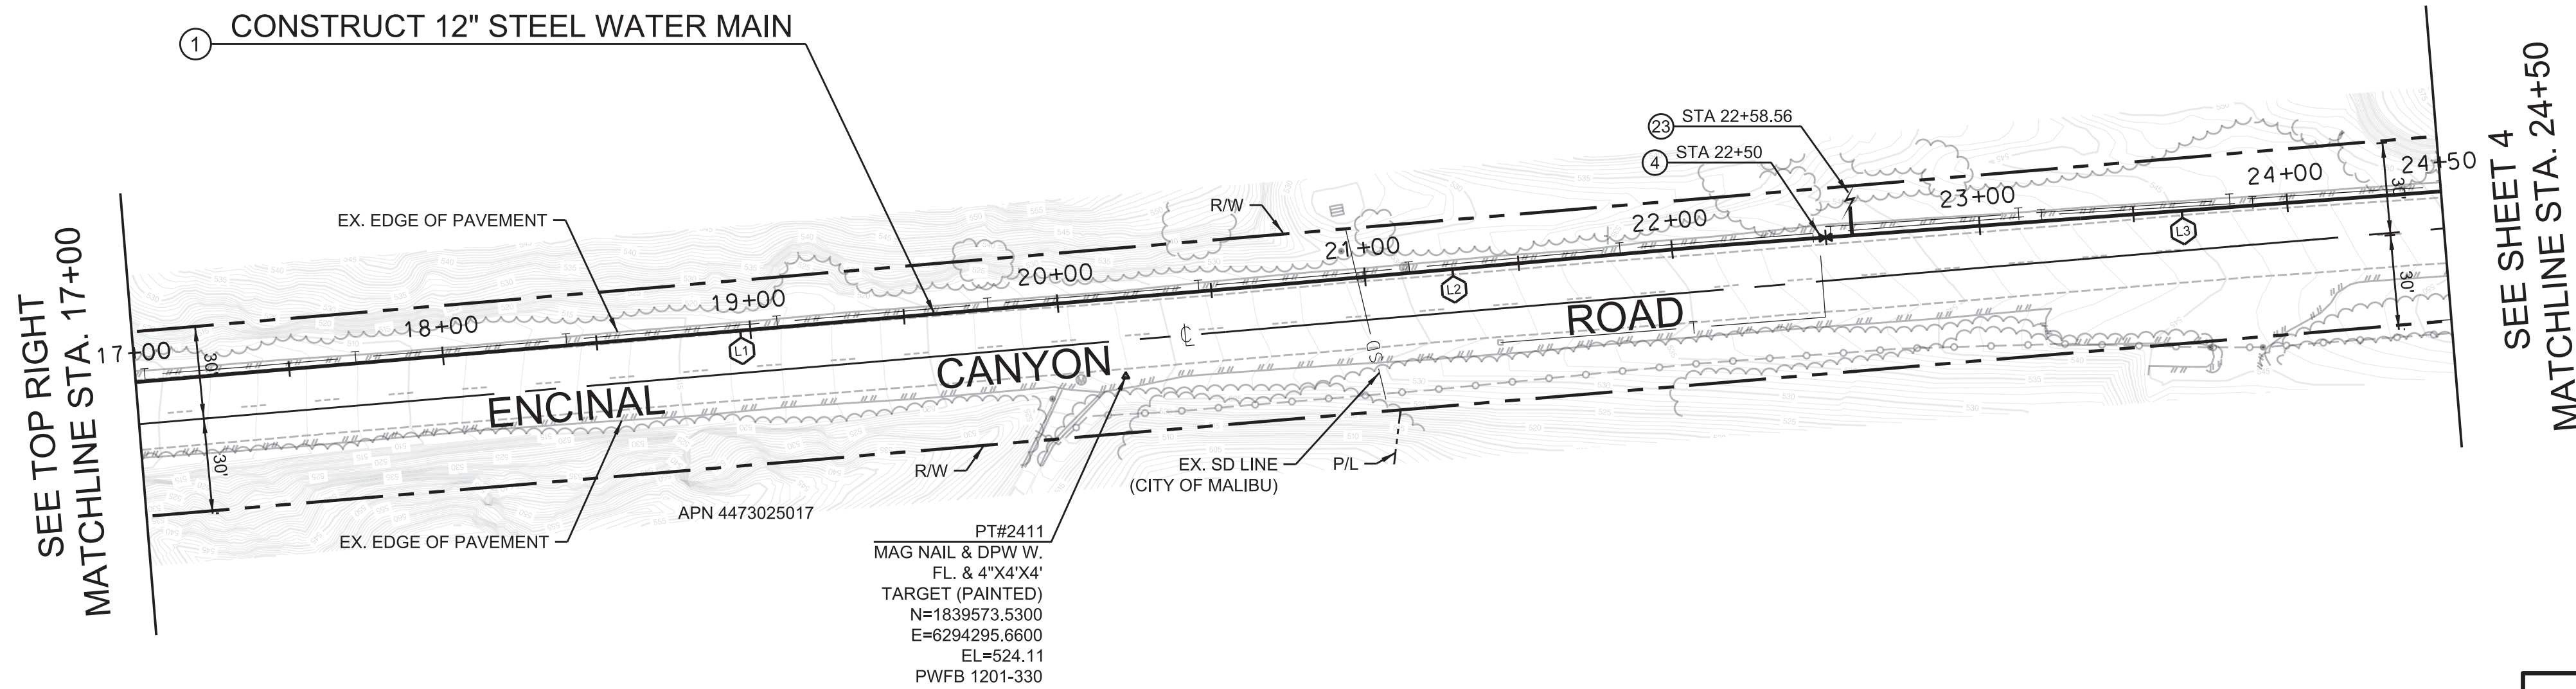 CONSTRUCT 12" STEEL WATER MAIN
1
23
STA 22+58.56
4
STA 22+50
SEE TOP RIGHT
MATCHLINE STA. 17+00
SEE SHEET 4
MATCHLINE STA. 24+50
EX. EDGE OF PAVEMENT
R/W
17+00
18+00
19+00
20+00
21+00
22+00
23+00
24+00
24+50
30'
30'
30'
30'
L1
L2
L3
ENCINAL
CANYON
ROAD
SD
R/W
EX. SD LINE
(CITY OF MALIBU)
P/L
APN 4473025017
EX. EDGE OF PAVEMENT
PT#2411
MAG NAIL & DPW W.
FL. & 4"X4'X4'
TARGET (PAINTED)
N=1839573.5300
E=6294295.6600
EL=524.11
PWFB 1201-330